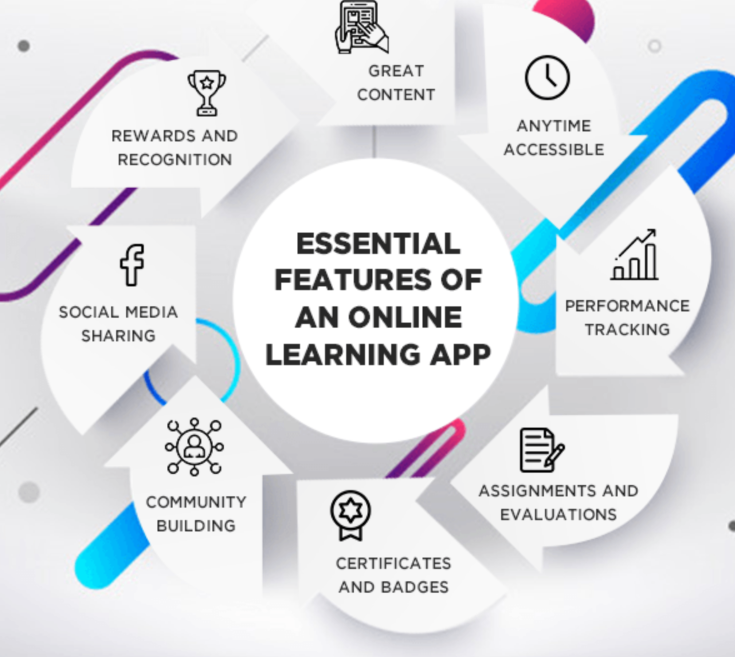 GREAT
CONTENT
ANYTIME
ACCESSIBLE
PERFORMANCE
TRACKING
ASSIGNMENTS AND
EVALUATIONS
CERTIFICATES
AND BADGES
COMMUNITY
BUILDING
SOCIAL MEDIA
SHARING
REWARDS AND
RECOGNITION
ESSENTIAL
FEATURES OF
AN ONLINE
LEARNING APP